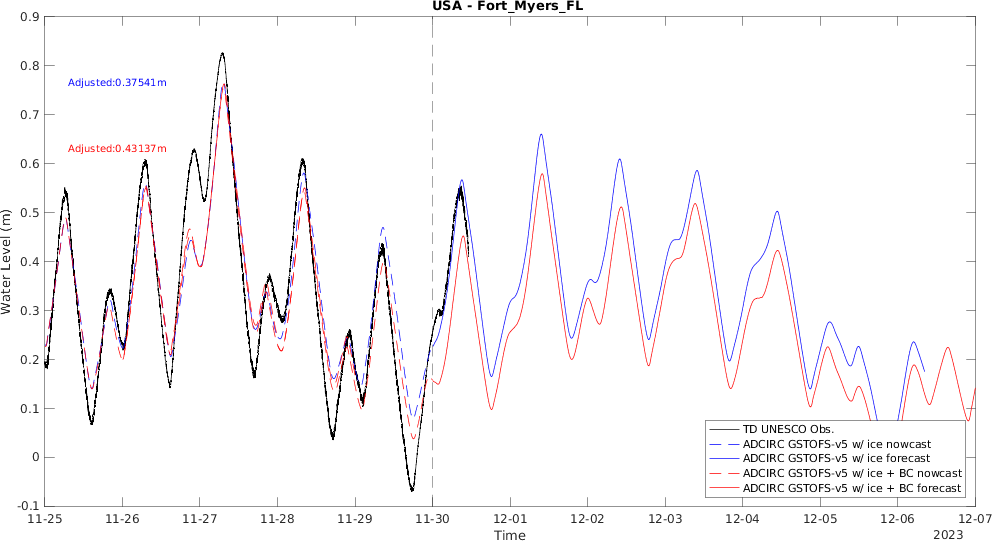 USA - Fort_Myers_FL
0.9
0.8
0.7
0.6
0.5
0.4
0.3
0.2
0.1
0
-0.1
Water Level (m)
Adjusted:0.37541m
Adjusted:0.43137m
TD UNESCO Obs.
ADCIRC GSTOFS-v5 w/ ice nowcast
ADCIRC GSTOFS-v5 w/ ice forecast
ADCIRC GSTOFS-v5 w/ ice + BC nowcast
ADCIRC GSTOFS-v5 w/ ice + BC forecast
11-25 11-26 11-27 11-28 11-29 11-30 12-01 12-02 12-03 12-04 12-05 12-06 12-07
Time
2023